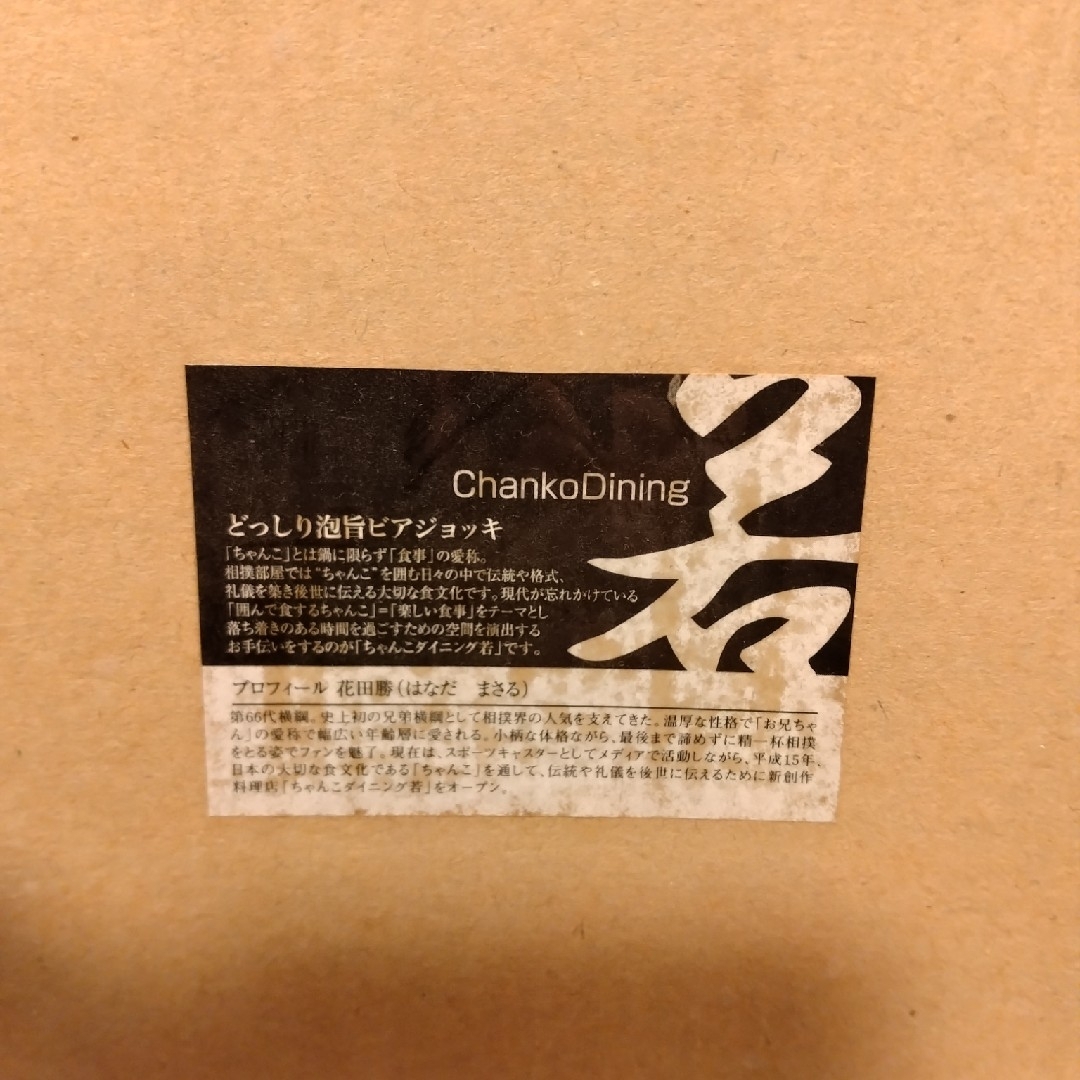 若
ChankoDining
どっしり泡旨ビアジョッキ
「ちゃんこ」とは鍋に限らず「食事」の愛称。
相撲部屋では“ちゃんこ”を囲む日々の中で伝統や格式、
礼儀を築き後世に伝える大切な食文化です。現代が忘れかけている
「囲んで食するちゃんこ」=「楽しい食事」をテーマとし
落ち着きのある時間を過ごすための空間を演出する
お手伝いをするのが「ちゃんこダイニング若」です。
プロフィール 花田勝(はなだ　まさる)
第66代横綱。史上初の兄弟横綱として相撲界の人気を支えてきた。温厚な性格で「お兄ちゃ
ん」の愛称で幅広い年齢層に愛される。小柄な体格ながら、最後まで諦めずに精一杯相撲
をとる姿でファンを魅了。現在は、スポーツキャスターとしてメディアで活動しながら、平成15年、
日本の大切な食文化である「ちゃんこ」を通して、伝統や礼儀を後世に伝えるために新創作
料理店「ちゃんこダイニング若」をオープン。